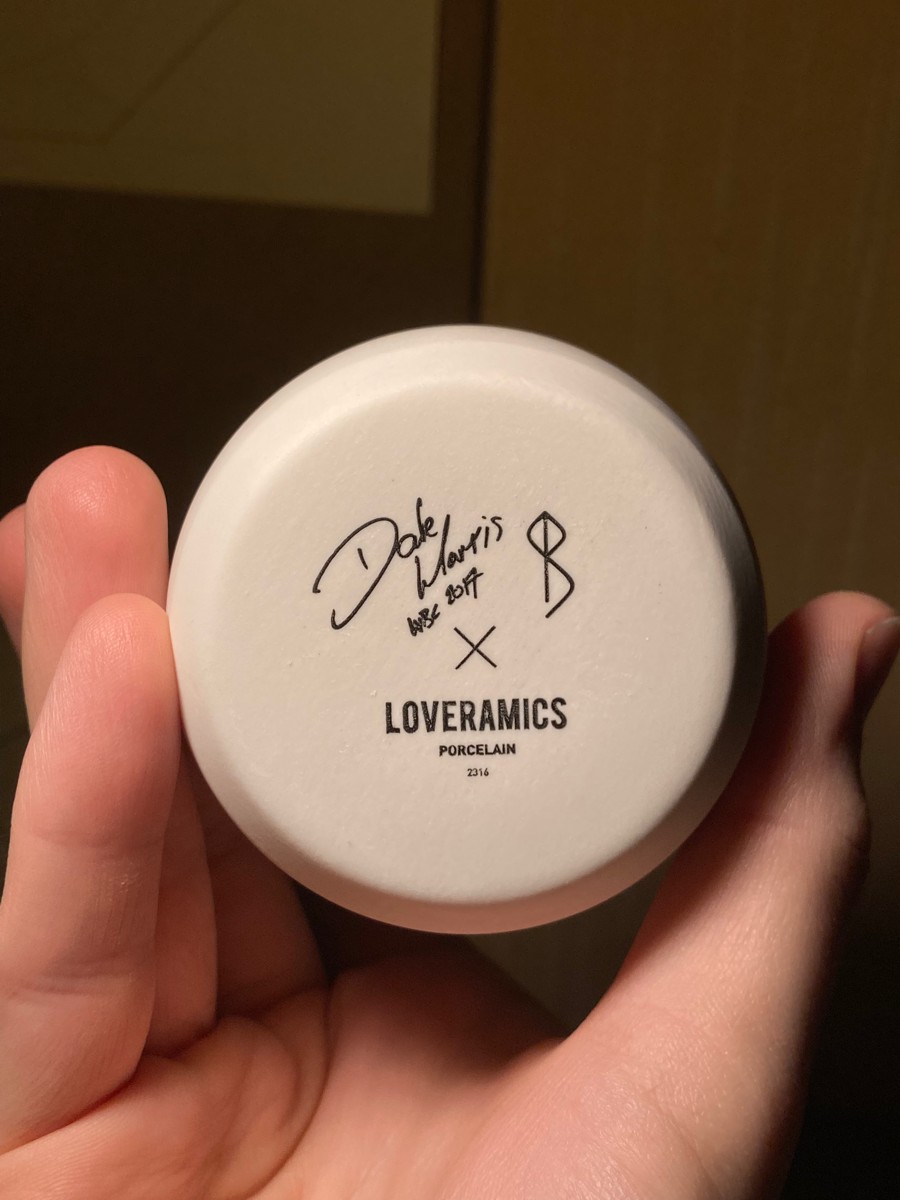 Dale
Harris
WBC 2017
B
X
LOVERAMICS
PORCELAIN
2316